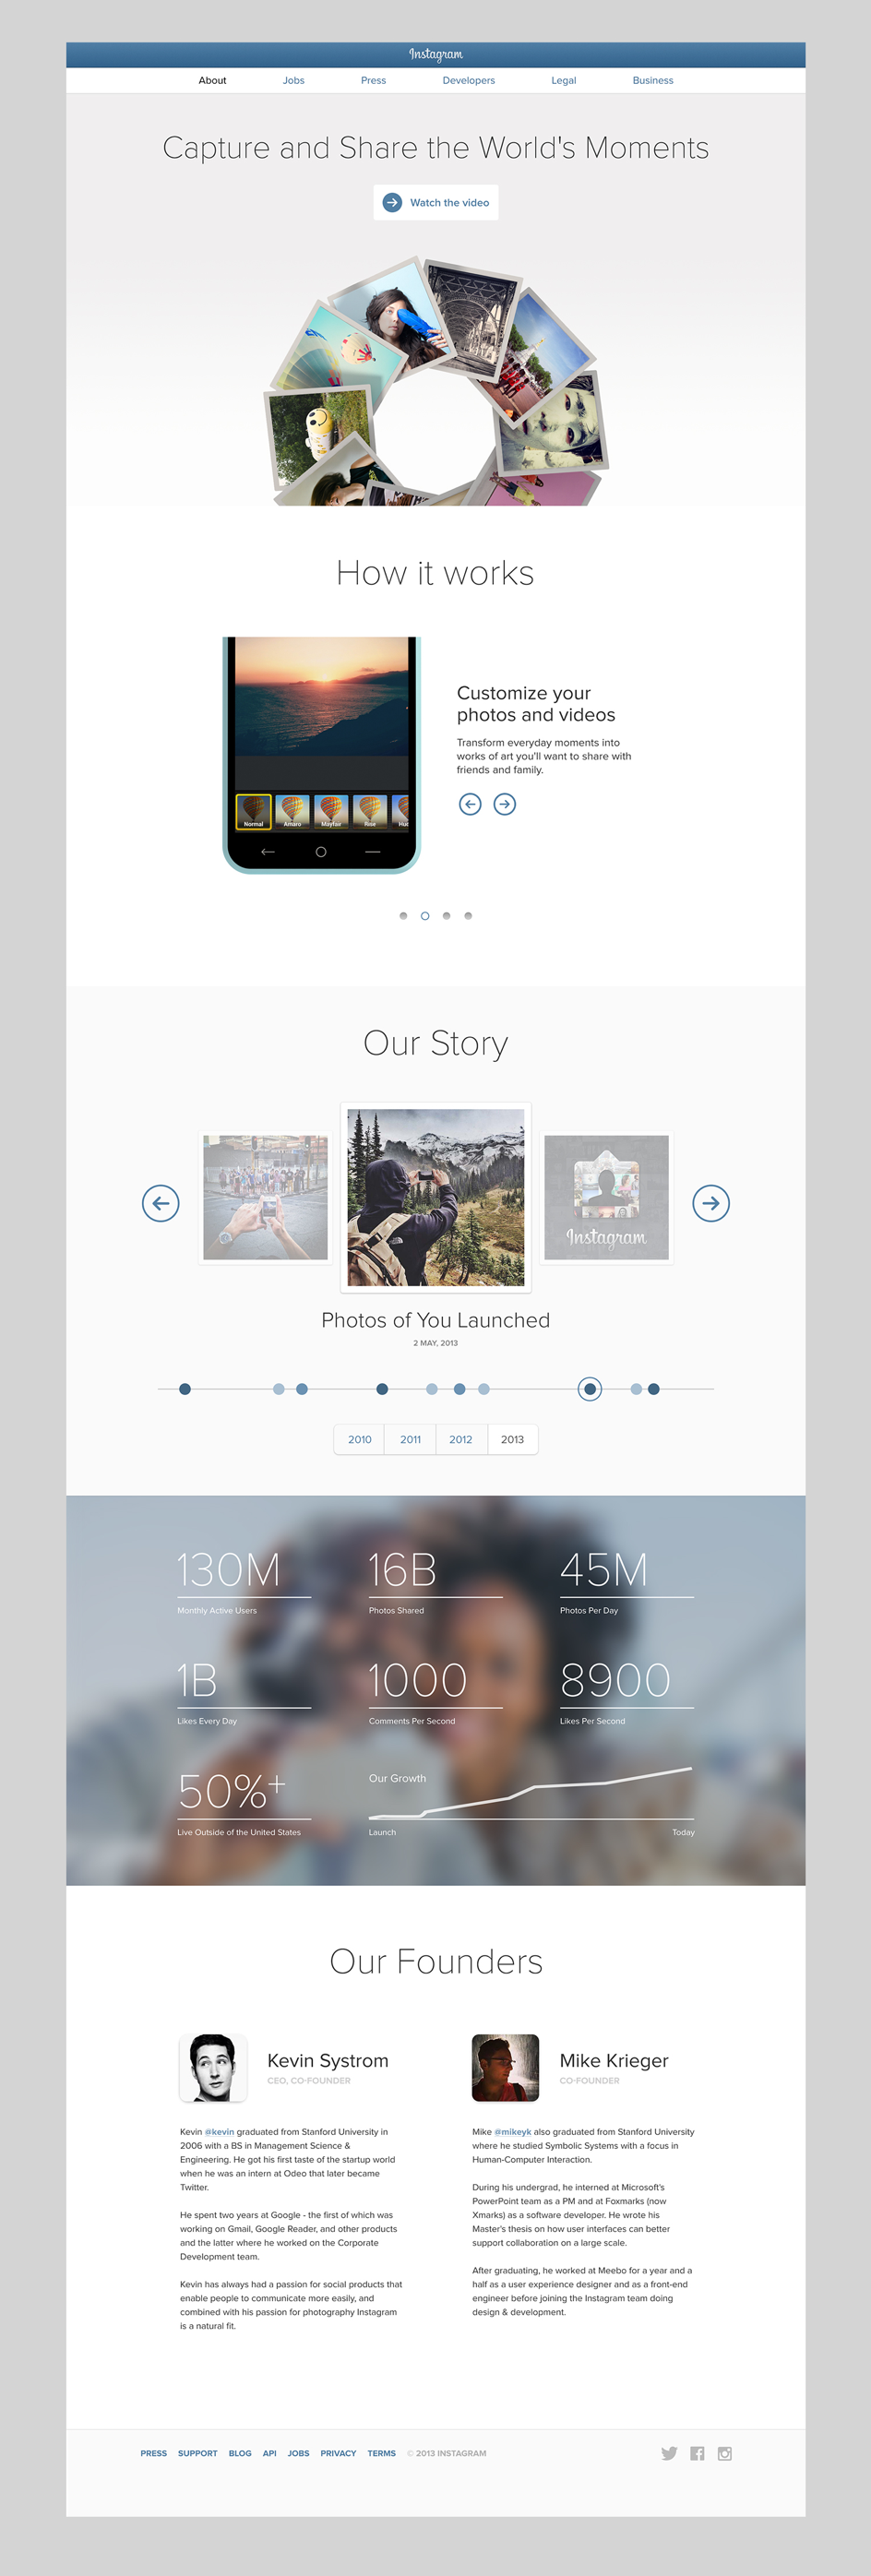 Instagram
About Jobs Press Developers Legal Business
Capture and Share the World's Moments
Watch the video
How it works
Customize your
photos and videos
Transform everyday moments into
works of art you'll want to share with
friends and family.
Normal Amaro Mayfair Rise
Our Story
Instagram
Photos of You Launched
2 MAY, 2013
2010 2011 2012 2013
130M 16B 45M
Monthly Active Users Photos Shared Photos Per Day
1B 1000 8900
Likes Every Day Comments Per Second Likes Per Second
50%+
Live Outside of the United States
Our Growth
Launch Today
Our Founders
Kevin Systrom
CEO, CO-FOUNDER
Kevin @kevin graduated from Stanford University in
2006 with a BS in Management Science &
Engineering. He got his first taste of the startup world
when he was an intern at Odeo that later became
Twitter.
He spent two years at Google - the first of which was
working on Gmail, Google Reader, and other products
and the latter where he worked on the Corporate
Development team.
Kevin has always had a passion for social products that
enable people to communicate more easily, and
combined with his passion for photography Instagram
is a natural fit.
Mike Krieger
CO-FOUNDER
Mike @mikeyk also graduated from Stanford University
where he studied Symbolic Systems with a focus in
Human-Computer Interaction.
During his undergrad, he interned at Microsoft's
PowerPoint team as a PM and at Foxmarks (now
Xmarks) as a software developer. He wrote his
Master's thesis on how user interfaces can better
support collaboration on a large scale.
After graduating, he worked at Meebo for a year and a
half as a user experience designer and as a front-end
engineer before joining the Instagram team doing
design & development.
PRESS SUPPORT BLOG API JOBS PRIVACY TERMS © 2013 INSTAGRAM